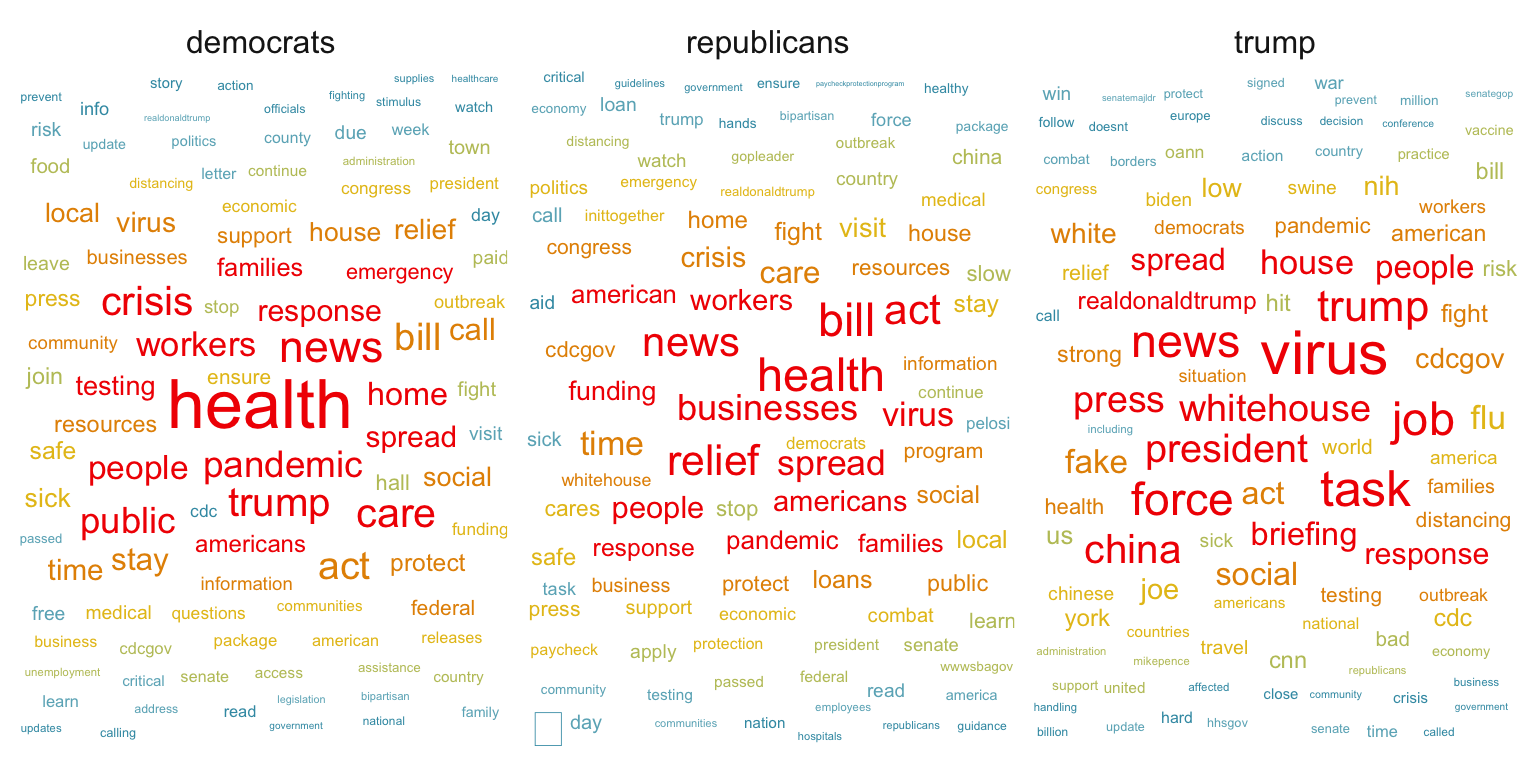 democrats
story action supplies healthcare
prevent info officials fighting stimulus watch
realdonaldtrump
risk update politics county due week
town
food letter continue administration
distancing congress president
local virus economic day
support house relief
leave businesses families emergency paid
press crisis stop response outbreak
community workers news bill call
join testing ensure home fight
health
resources spread visit
safe
people pandemic hall social
sick trump
public cdc care funding
passed americans
time stay act protect
information
free medical questions communities federal
business cdcgov package american releases
unemployment critical senate access assistance country
learn address legislation bipartisan
read family
updates calling government national
republicans
critical guidelines government ensure paycheckprotectionprogram healthy
economy loan trump hands bipartisan force package
distancing outbreak
watch gopleader china
politics emergency realdonaldtrump country medical
call inittogether home fight visit house
congress crisis care resources slow
aid american workers bill act stay
news
cdcgov health information
funding continue
businesses virus pelosi
sick time democrats program
relief spread
whitehouse
cares people stop americans social
response pandemic families local
safe
task business protect loans public
press support economic combat learn
paycheck apply protection president senate
wwwsbagov
community testing passed federal read america
employees
day communities nation hospitals republicans guidance
trump
win senatemajldr protect signed war prevent million senategop
follow doesnt europe discuss decision conference vaccine
combat borders oann action country practice bill
congress biden low swine nih workers
white democrats pandemic american
relief spread house people risk
realdonaldtrump hit trump fight
call
strong news virus cdcgov
situation
press whitehouse job flu
including
fake president world america
health force act task families
us sick briefing distancing
china response
chinese joe social testing outbreak
americans
york countries travel national bad cdc
administration mikepence cnn republicans economy
support united affected close community crisis business
handling government
billion update hard hhsgov senate time called